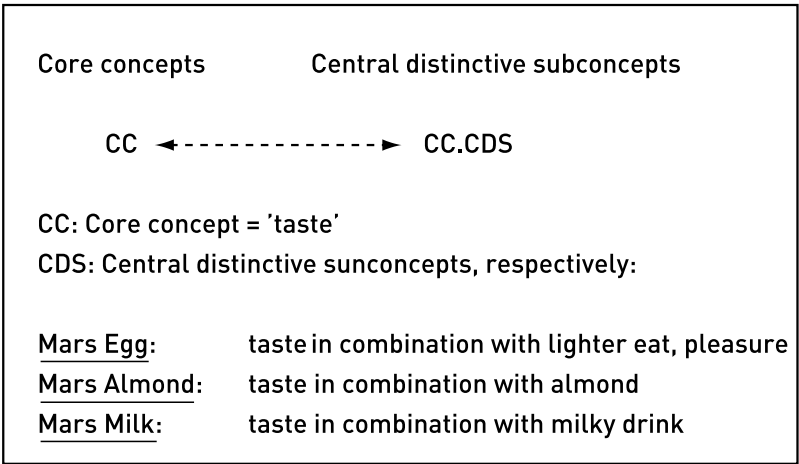 Core concepts Central distinctive subconcepts
CC CC.CDS
CC: Core concept = ’taste’
CDS: Central distinctive sunconcepts, respectively:
Mars Egg: taste in combination with lighter eat, pleasure
Mars Almond: taste in combination with almond
Mars Milk: taste in combination with milky drink